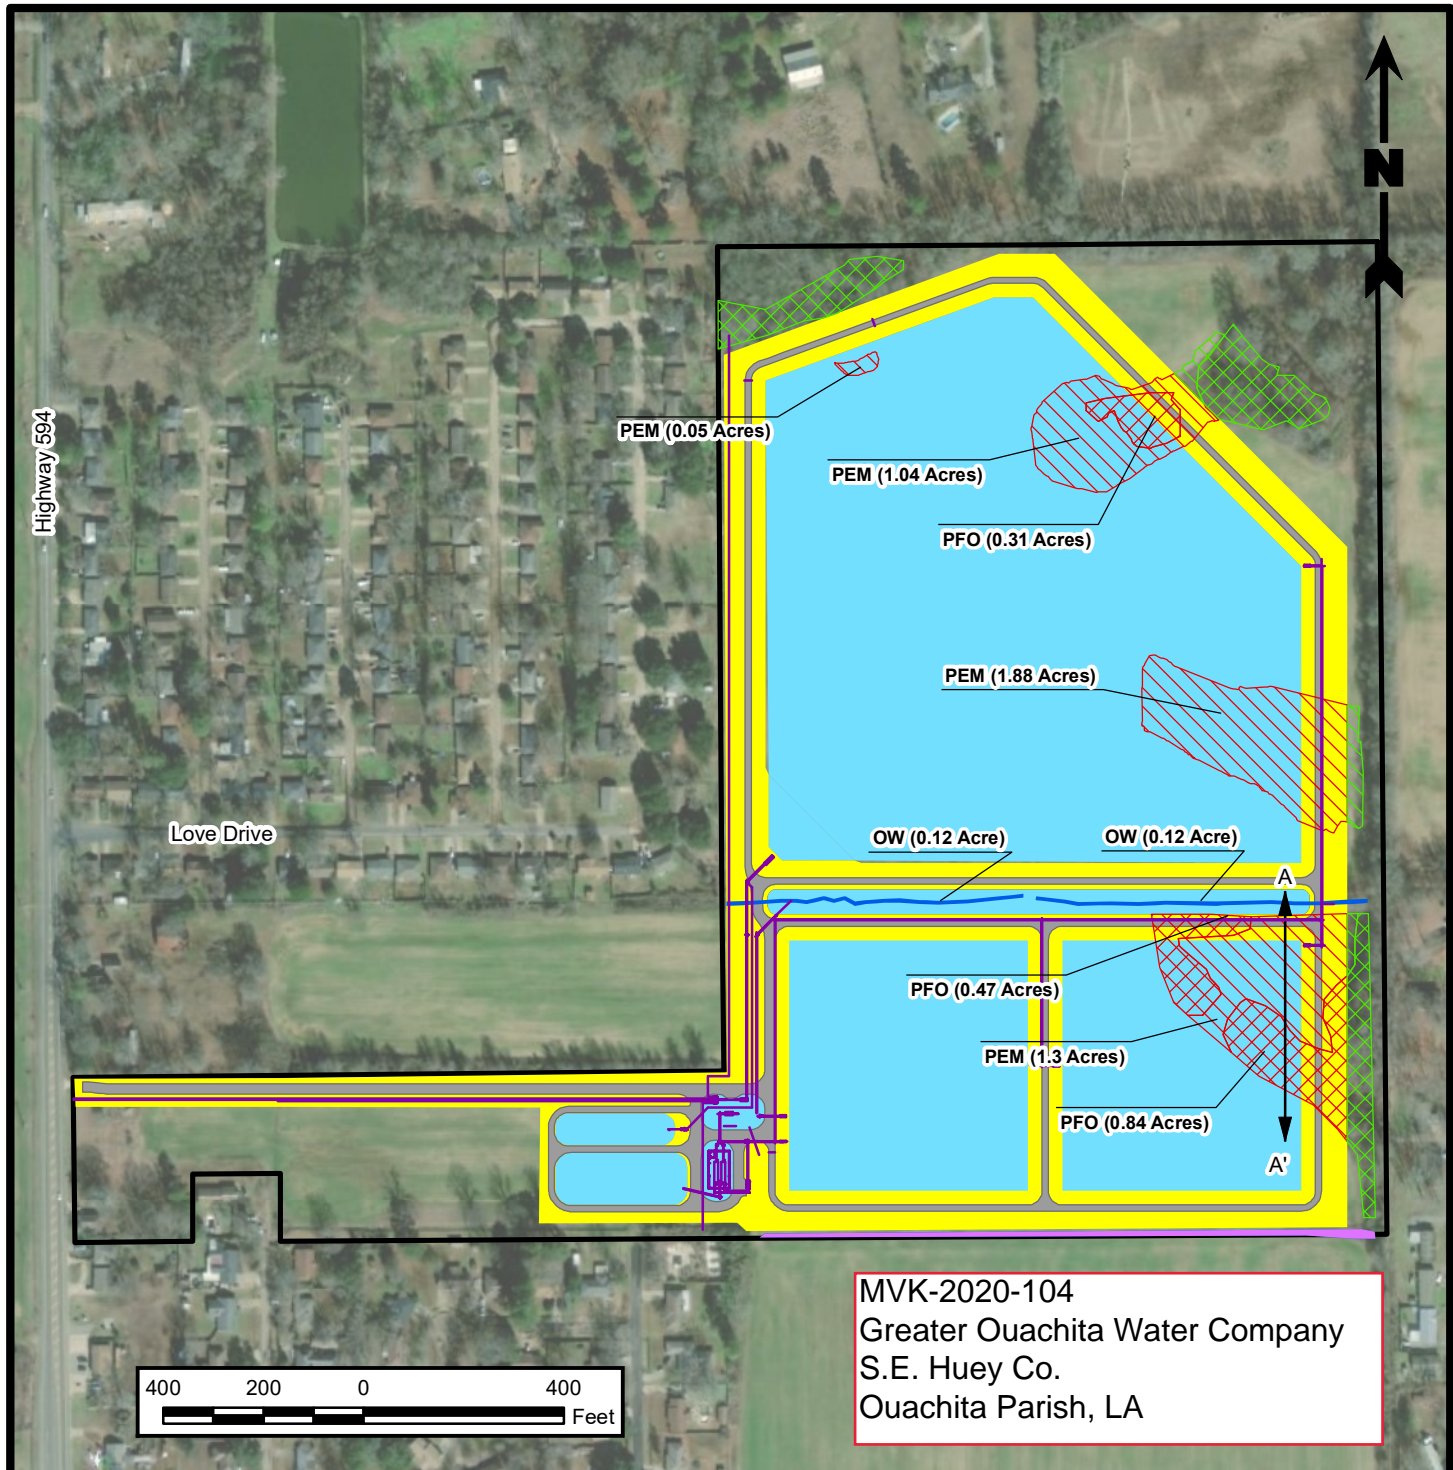 N
Highway 594
PEM (0.05 Acres)
PEM (1.04 Acres)
PFO (0.31 Acres)
PEM (1.88 Acres)
Love Drive
OW (0.12 Acre)
OW (0.12 Acre)
A
PFO (0.47 Acres)
PEM (1.3 Acres)
PFO (0.84 Acres)
A'
MVK-2020-104
Greater Ouachita Water Company
S.E. Huey Co.
Ouachita Parish, LA
400 200 0 400
Feet